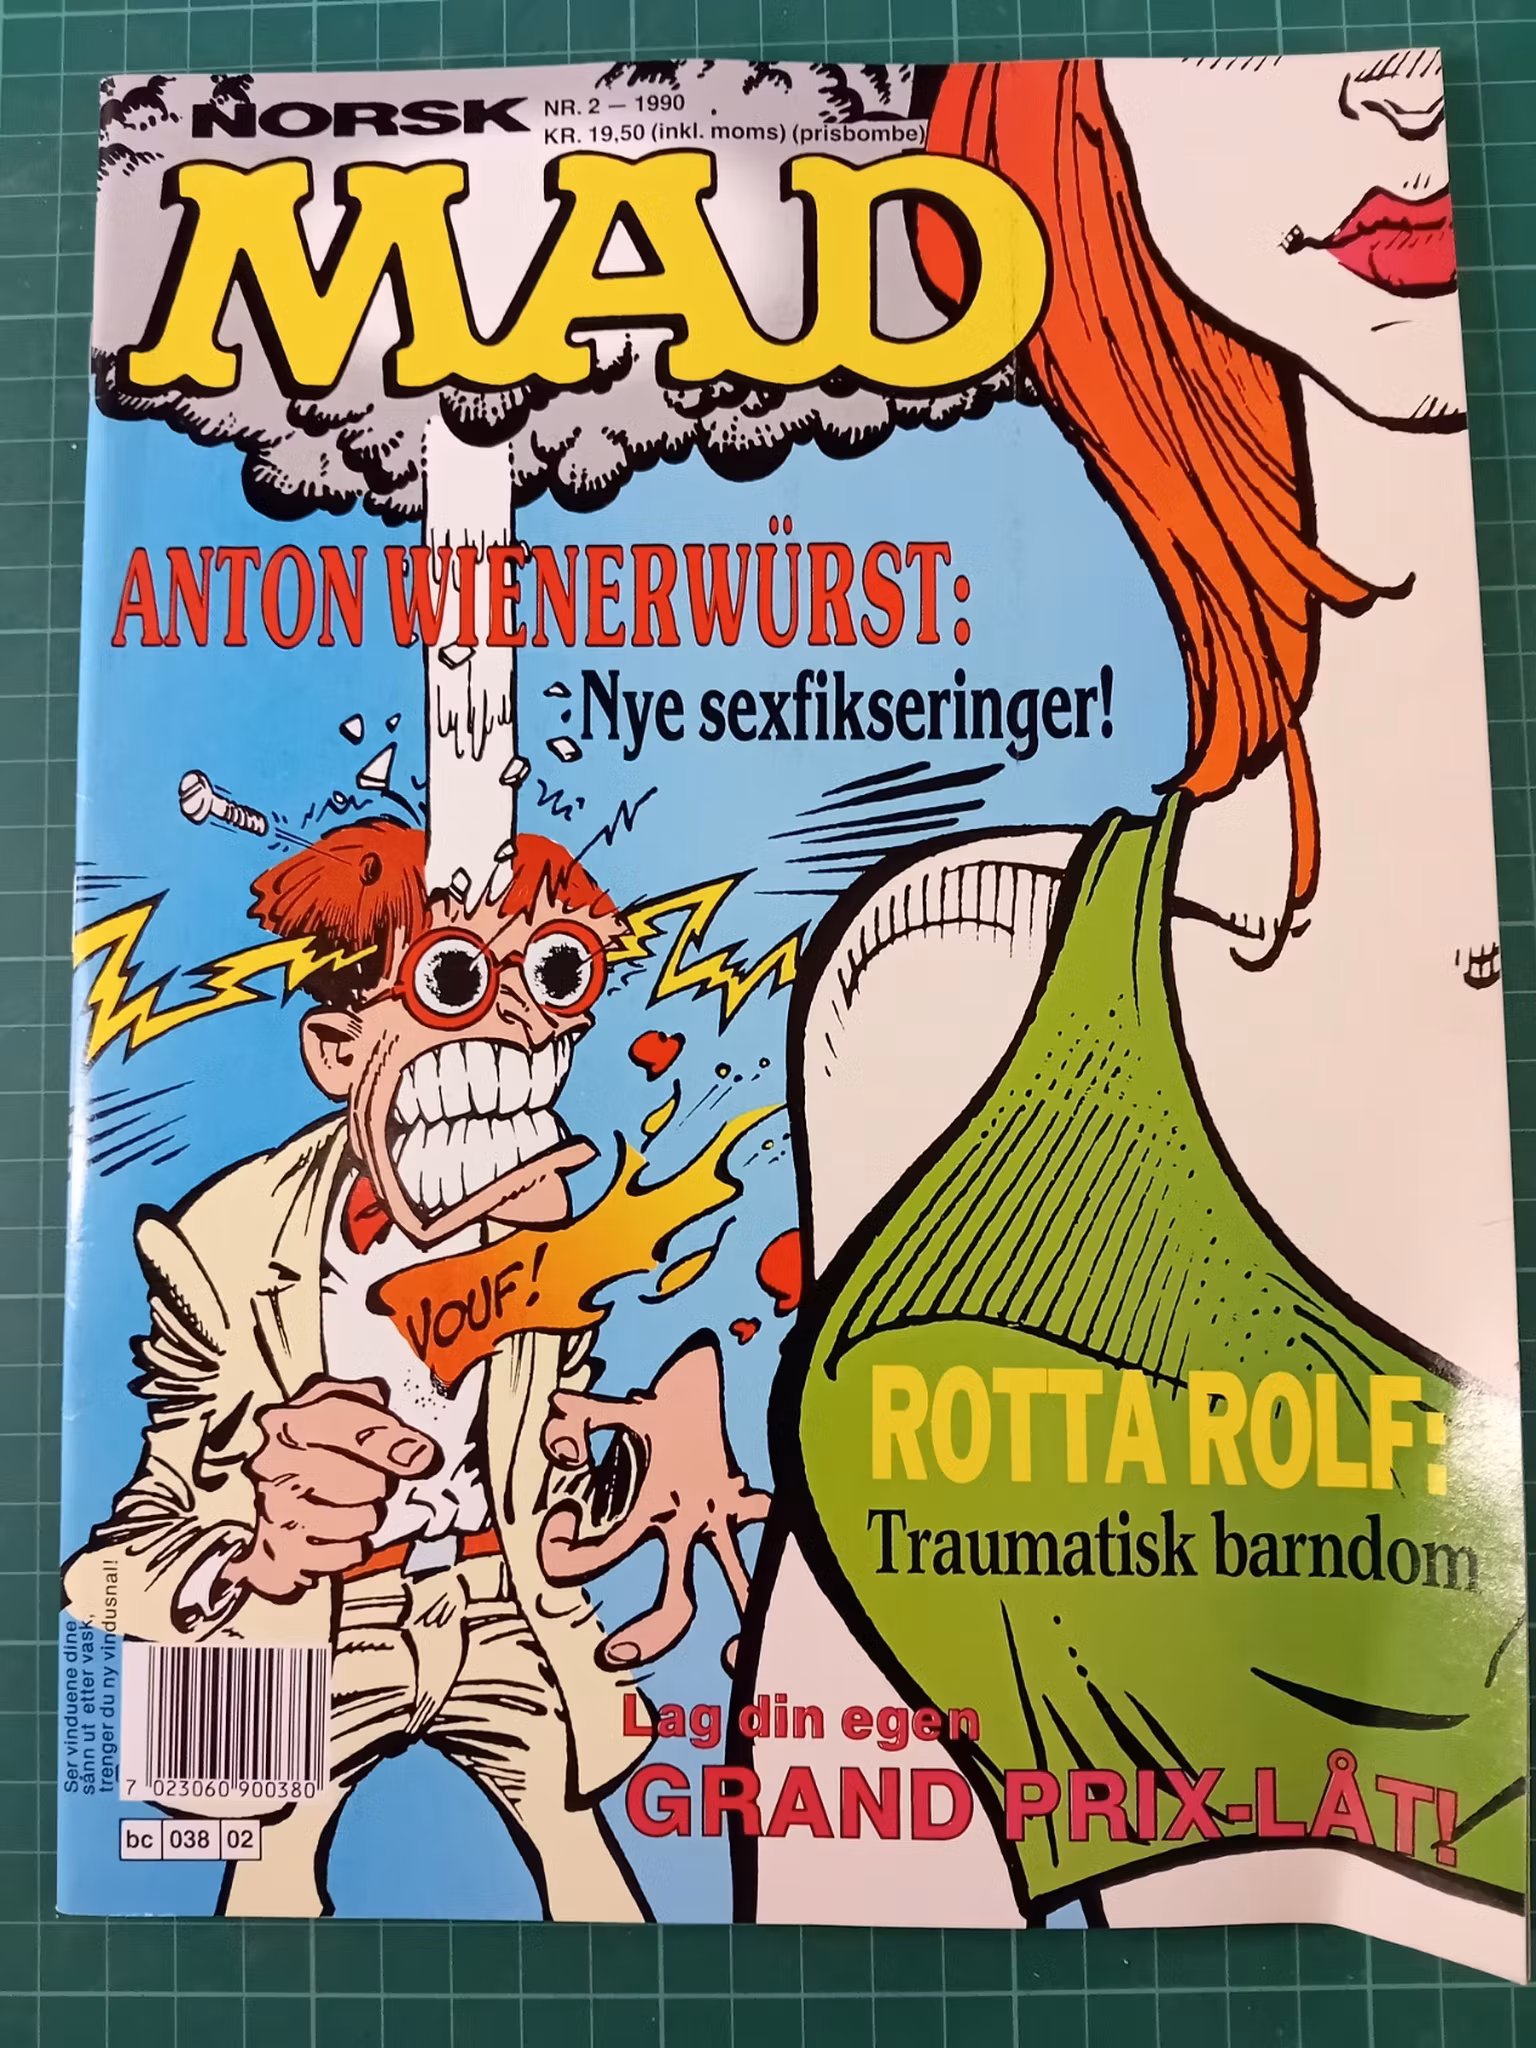 NORSK
NR. 2 — 1990
KR. 19,50 (inkl. moms) (prisbombe)
MAD
ANTON WIENERWÜRST:
Nye sexfikseringer!
VOUF!
ROTTA ROLF:
Traumatisk barndom
Lag din egen
GRAND PRIX-LÅT!
Ser vinduene dine
sånn ut etter vask,
trenger du ny vindusnal!
7 023060 900380
bc 038 02